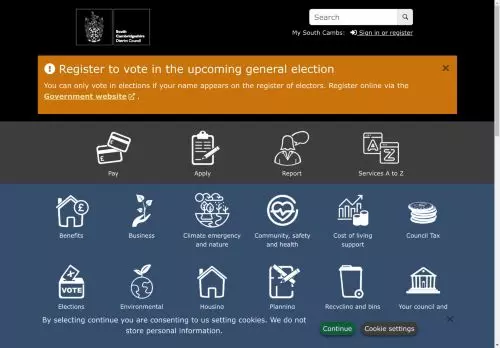 South
Cambridgeshire
District Council
Search
My South Cambs: Sign in or register
Register to vote in the upcoming general election
×
You can only vote in elections if your name appears on the register of electors. Register online via the
Government website .
Pay
Apply
Report
Services A to Z
A
Z
£
Benefits
Business
Climate emergency
and nature
Community, safety
and health
Cost of living
support
Council Tax
VOTE
Elections
Environmental
Housing
Planning
Recycling and bins
Your council and
By selecting continue you are consenting to us setting cookies. We do not
store personal information.
Continue
Cookie settings
×